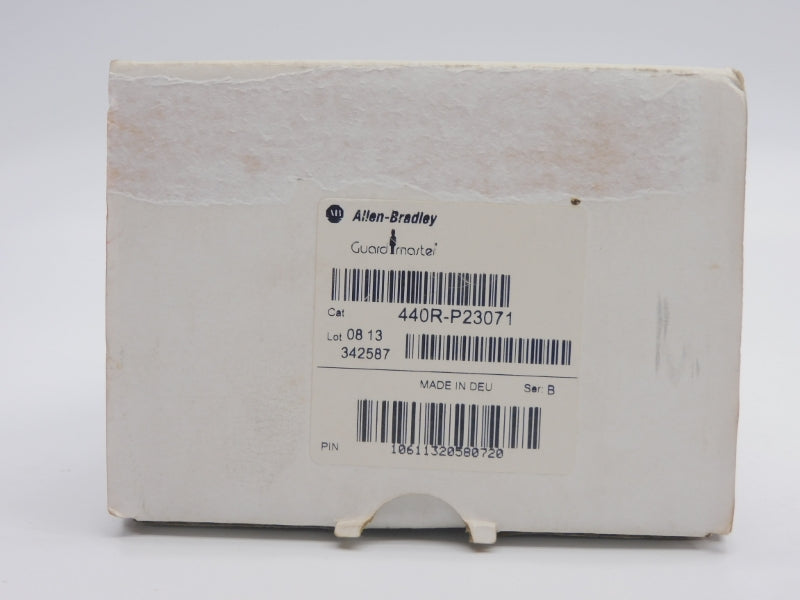 AB Allen-Bradley
Guardmaster
Cat 440R-P23071
Lot 08 13
342587
MADE IN DEU Ser: B
PIN 10611320580720